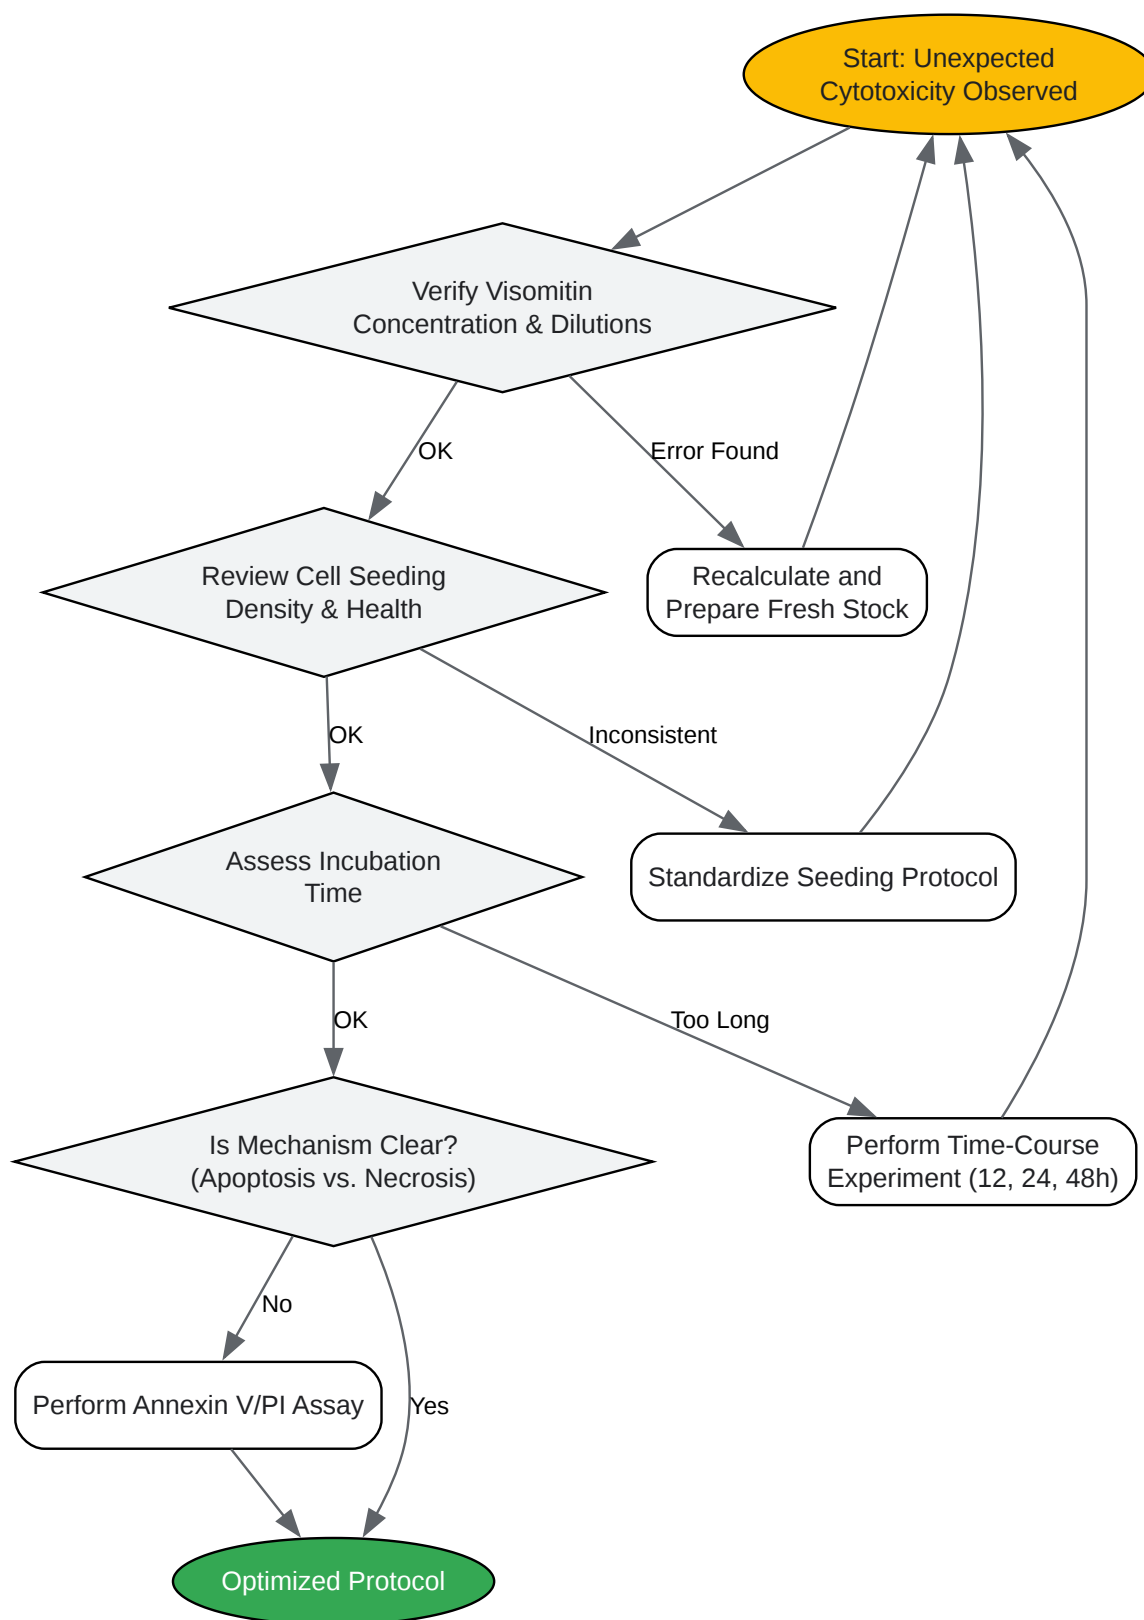 Start: Unexpected
Cytotoxicity Observed
Verify Visomitin
Concentration & Dilutions
OK
Error Found
Review Cell Seeding
Density & Health
Recalculate and
Prepare Fresh Stock
OK
Inconsistent
Assess Incubation
Time
Standardize Seeding Protocol
OK
Too Long
Is Mechanism Clear?
(Apoptosis vs. Necrosis)
Perform Time-Course
Experiment (12, 24, 48h)
No
Yes
Perform Annexin V/PI Assay
Optimized Protocol